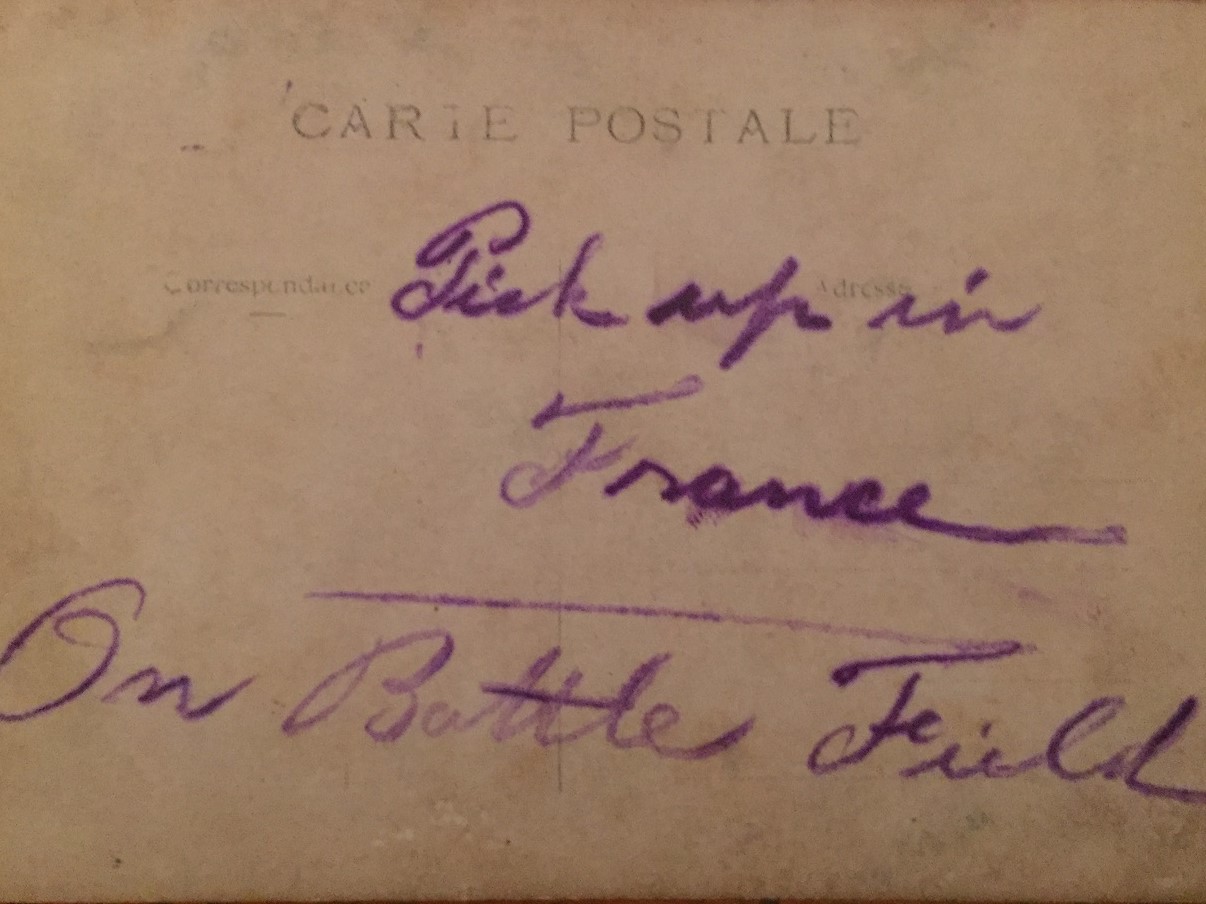 CARTE POSTALE
Correspondance Adresse
Pick up in
France
On Battle Field